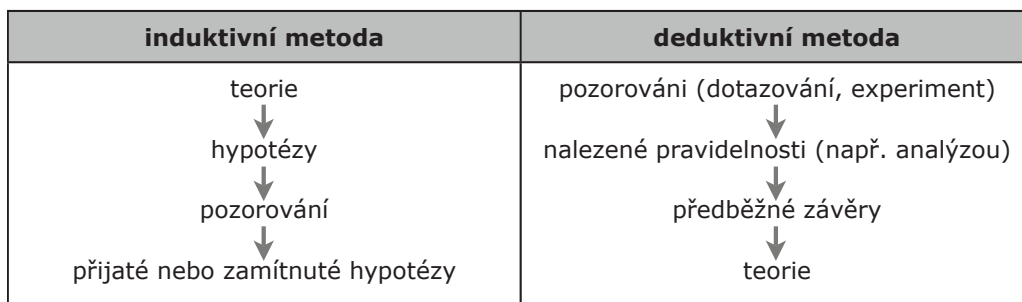 induktivní metoda
deduktivní metoda
teorie
hypotézy
pozorování
přijaté nebo zamítnuté hypotézy
pozorováni (dotazování, experiment)
nalezené pravidelnosti (např. analýzou)
předběžné závěry
teorie